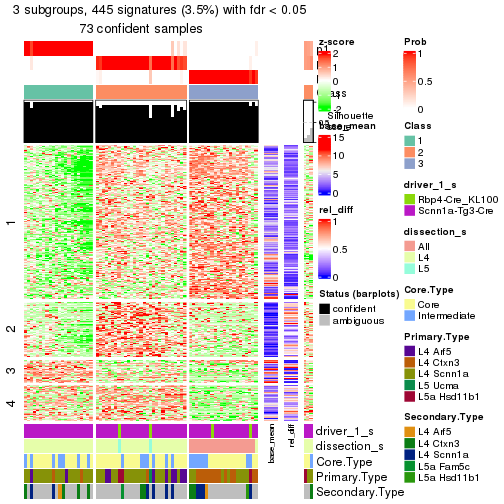 3 subgroups, 445 signatures (3.5%) with fdr < 0.05
73 confident samples
p1
z-score
2
1
0
-2
Class
Silhouette
base_mean
15
10
5
0
rel_diff
1
0.5
0
Status (barplots)
confident
ambiguous
Prob
1
0.5
0
Class
1
2
3
driver_1_s
Rbp4-Cre_KL100
Scnn1a-Tg3-Cre
dissection_s
All
L4
L5
Core.Type
Core
Intermediate
Primary.Type
L4 Arf5
L4 Ctxn3
L4 Scnn1a
L5 Ucma
L5a Hsd11b1
Secondary.Type
L4 Arf5
L4 Ctxn3
L4 Scnn1a
L5a Fam5c
L5a Hsd11b1
1
2
3
4
base_mean
rel_diff
driver_1_s
dissection_s
Core.Type
Primary.Type
Secondary.Type